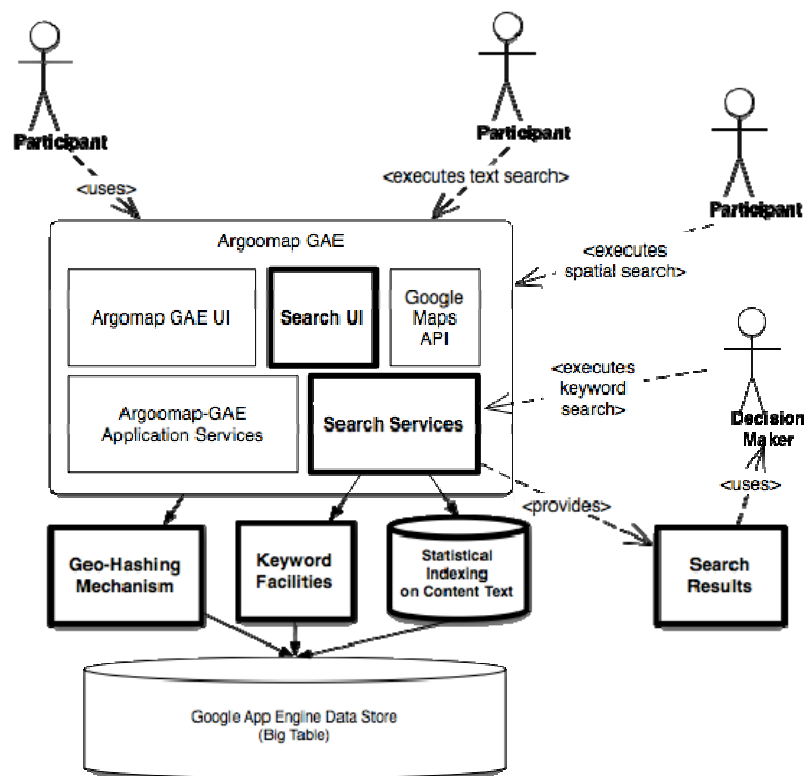 Participant
Participant
Participant
<uses>
<executes text search>
<executes
spatial search>
Argoomap GAE
Argomap GAE UI
Search UI
Google
Maps
API
<executes
keyword
search>
Argoomap-GAE
Application Services
Search Services
Decision
Maker
<uses>
<provides>
Geo-Hashing
Mechanism
Keyword
Facilities
Statistical
Indexing
on Content Text
Search
Results
Google App Engine Data Store
(Big Table)